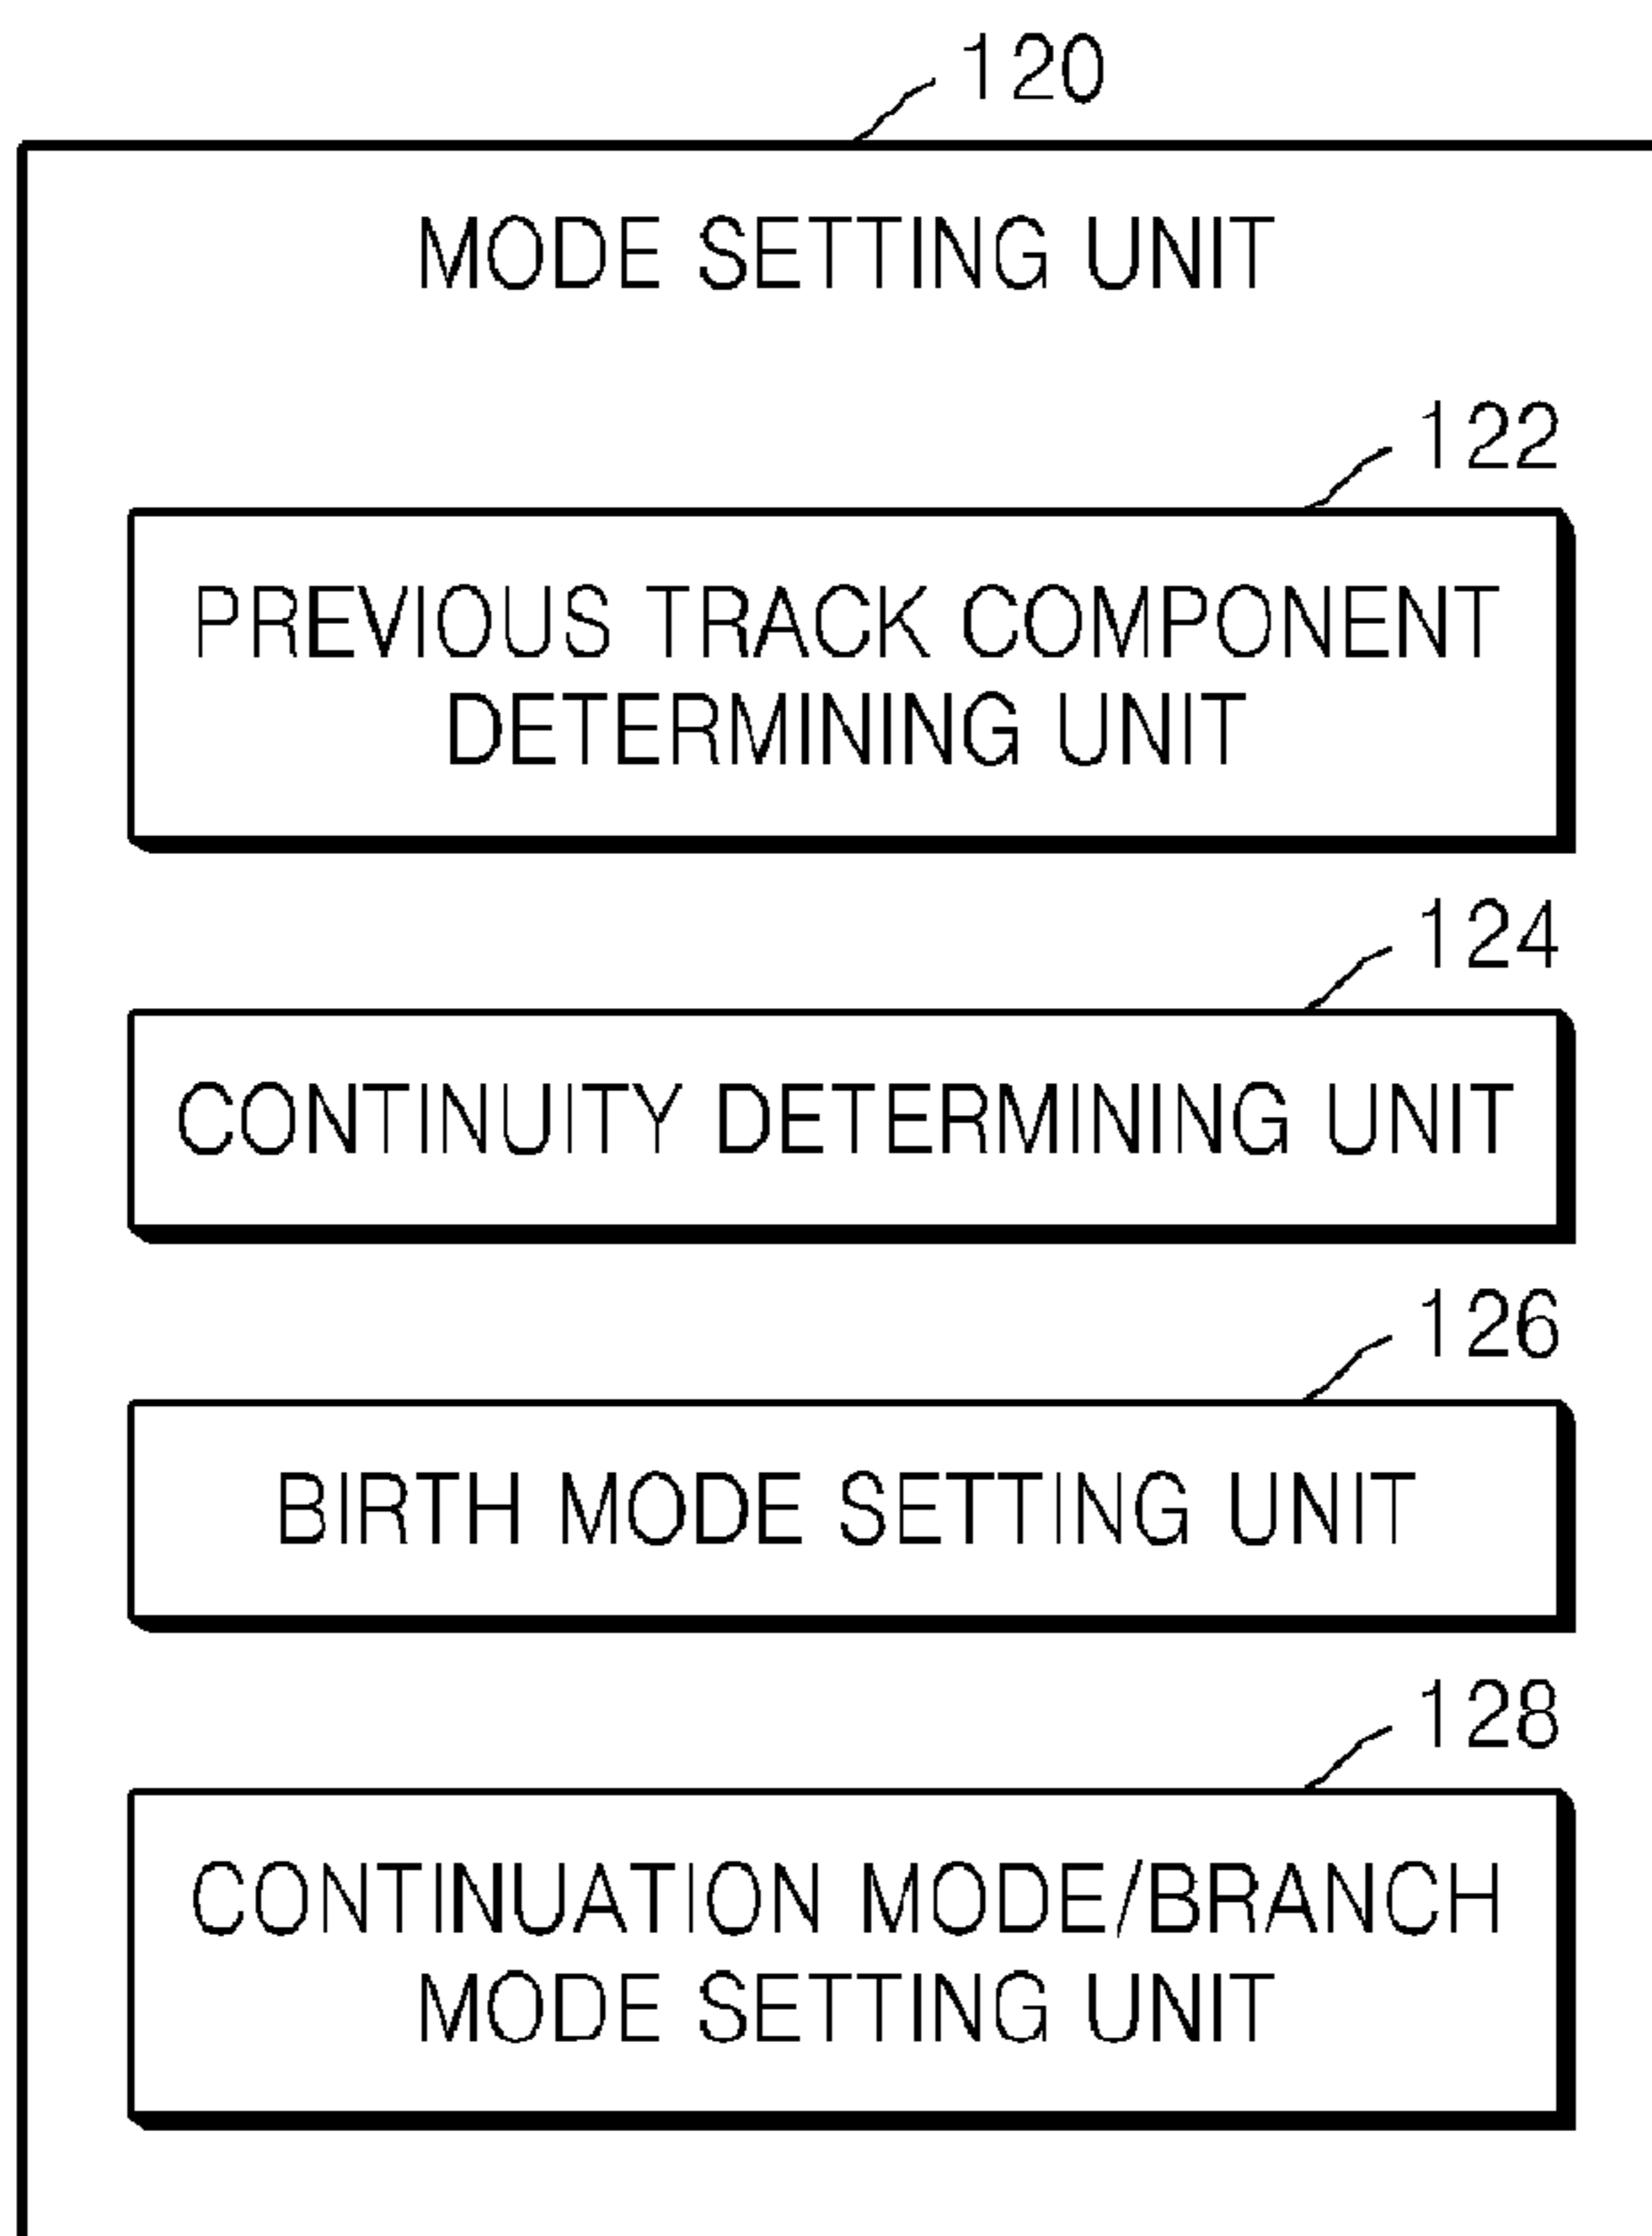 120
MODE SETTING UNIT
122
PREVIOUS TRACK COMPONENT
DETERMINING UNIT
124
CONTINUITY DETERMINING UNIT
126
BIRTH MODE SETTING UNIT
128
CONTINUATION MODE/BRANCH
MODE SETTING UNIT